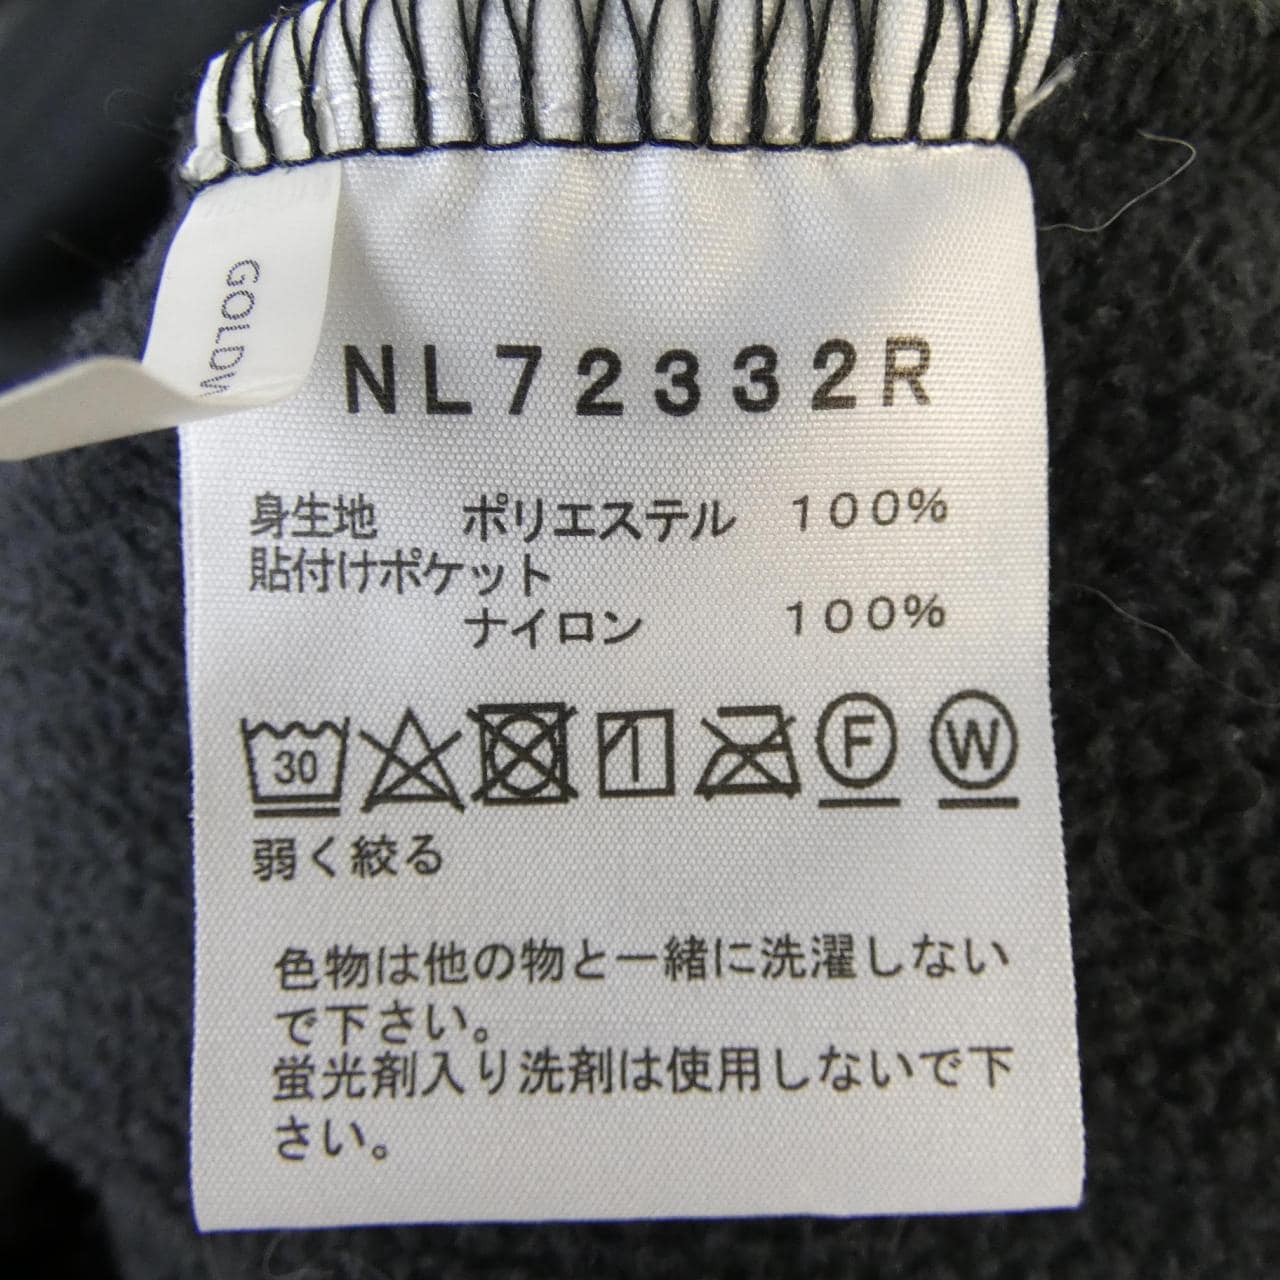 GOLDW
NL72332R
身生地 ポリエステル 100%
貼付けポケット
ナイロン 100%
30 F W
弱く絞る
色物は他の物と一緒に洗濯しない
で下さい。
蛍光剤入り洗剤は使用しないで下
さい。